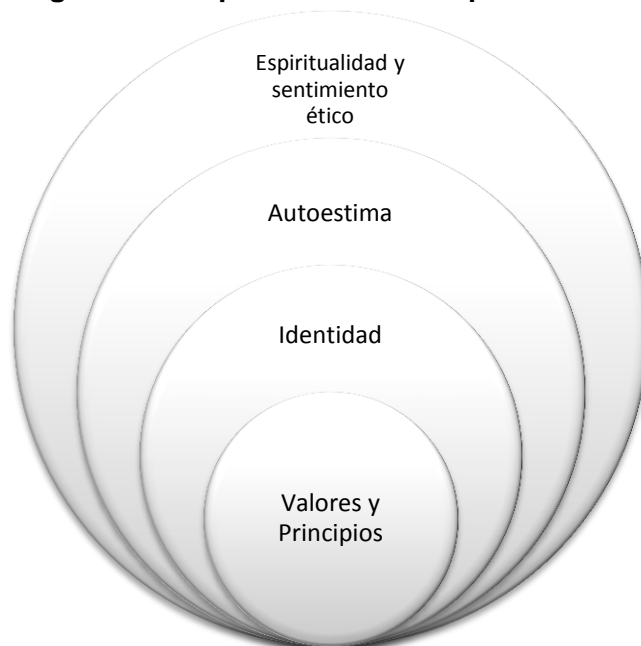 Espiritualidad y
sentimiento
ético
Autoestima
Identidad
Valores y
Principios